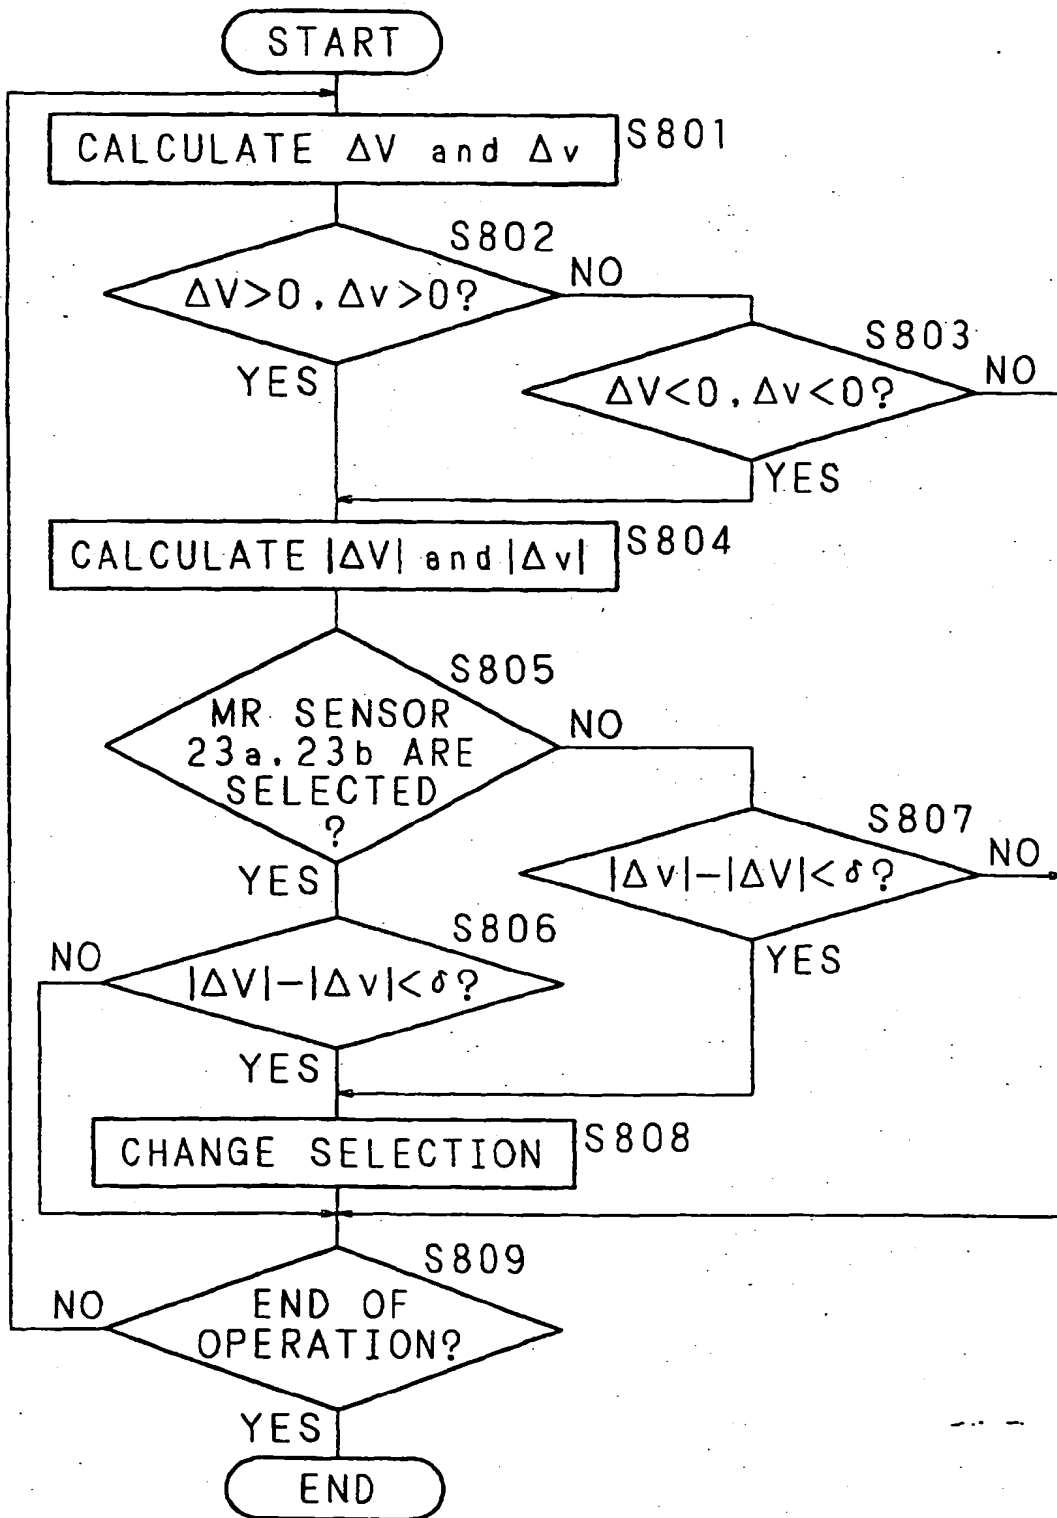 START
CALCULATE ΔV and Δv
S801
S802
ΔV>0, Δv>0?
NO
YES
S803
ΔV<0, Δv<0?
NO
YES
CALCULATE |ΔV| and |Δv|
S804
S805
MR SENSOR
23a, 23b ARE
SELECTED
?
NO
YES
S807
|Δv|-|ΔV|<δ?
NO
YES
S806
NO
|ΔV|-|Δv|<δ?
YES
CHANGE SELECTION
S808
S809
NO
END OF
OPERATION?
YES
END